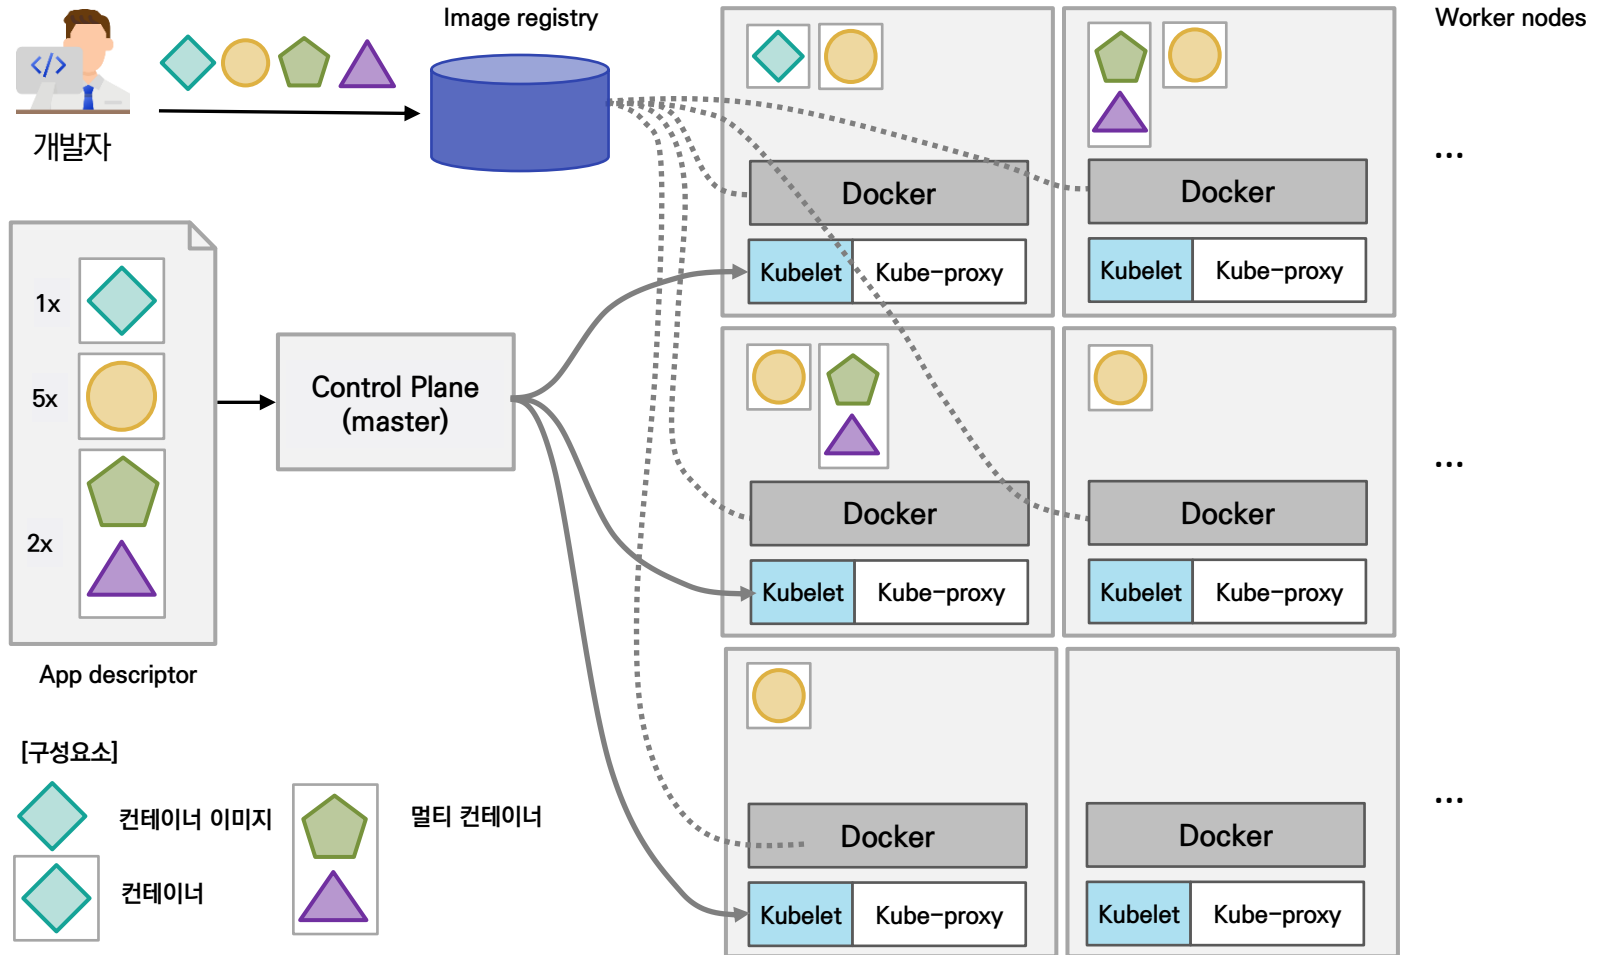 Image registry
Worker nodes
</>
개발자
...
Docker
Docker
Kubelet
Kube-proxy
Kubelet
Kube-proxy
1x
5x
2x
App descriptor
Control Plane
(master)
...
Docker
Docker
Kubelet
Kube-proxy
Kubelet
Kube-proxy
[구성요소]
컨테이너 이미지
멀티 컨테이너
컨테이너
...
Docker
Docker
Kubelet
Kube-proxy
Kubelet
Kube-proxy